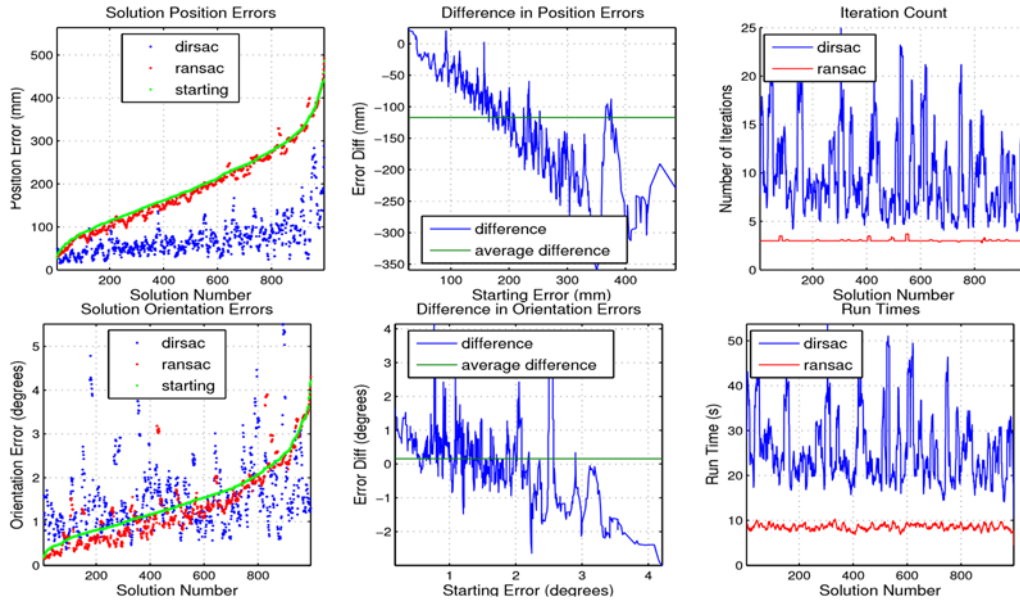 Solution Position Errors
Position Error (mm)
500
400
300
200
100
0
dirsac
ransac
starting
200 400 600 800
Solution Number
Difference in Position Errors
Error Diff (mm)
0
−50
−100
−150
−200
−250
−300
−350
difference
average difference
100 200 300 400
Starting Error (mm)
Iteration Count
Number of Iterations
25
20
15
10
5
0
dirsac
ransac
200 400 600 800
Solution Number
Solution Orientation Errors
Orientation Error (degrees)
5
4
3
2
1
0
dirsac
ransac
starting
200 400 600 800
Solution Number
Difference in Orientation Errors
Error Diff (degrees)
4
3
2
1
0
−1
−2
difference
average difference
1 2 3 4
Starting Error (degrees)
Run Times
Run Time (s)
50
40
30
20
10
0
dirsac
ransac
200 400 600 800
Solution Number